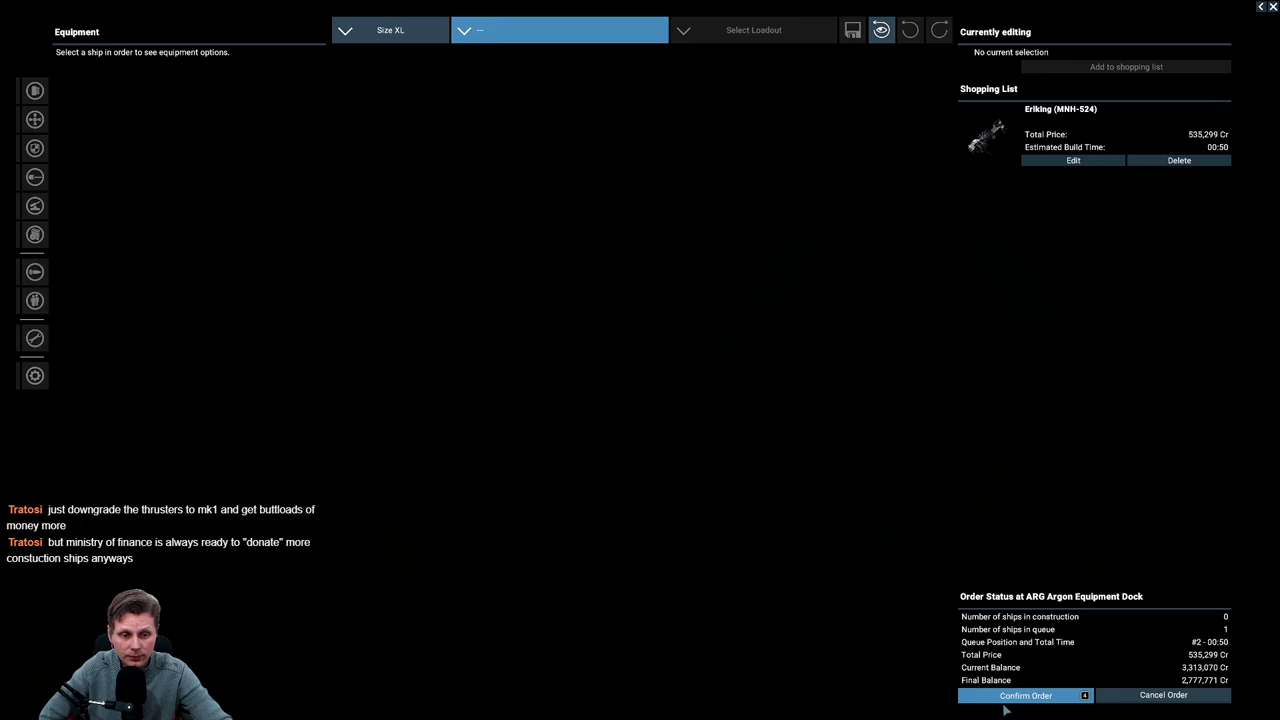 Equipment
Select a ship in order to see equipment options.
Size XL
--
Select Loadout
Currently editing
No current selection
Add to shopping list
Shopping List
Erlking (MNH-524)
Total Price: 535,299 Cr
Estimated Build Time: 00:50
Edit Delete
Tratosi just downgrade the thrusters to mk1 and get buttloads of
money more
Tratosi but ministry of finance is always ready to "donate" more
constuction ships anyways
Order Status at ARG Argon Equipment Dock
Number of ships in construction 0
Number of ships in queue 1
Queue Position and Total Time #2 - 00:50
Total Price 535,299 Cr
Current Balance 3,313,070 Cr
Final Balance 2,777,771 Cr
Confirm Order 4 Cancel Order